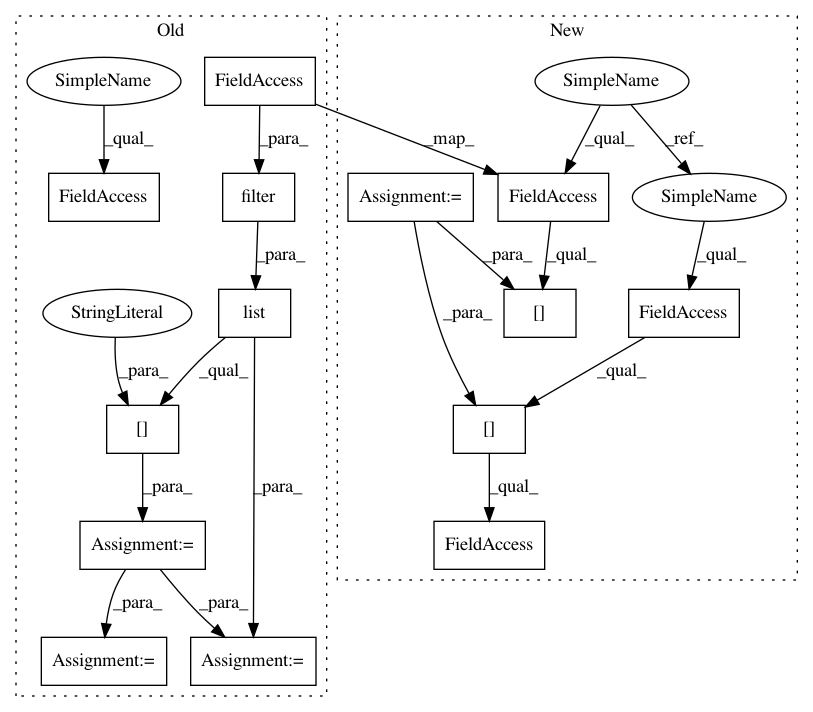 Old
New
SimpleName
FieldAccess
SimpleName
_qual_
_para_
_map_
_qual_
_ref_
FieldAccess
filter
Assignment:=
FieldAccess
SimpleName
_para_
_para_
_qual_
_qual_
StringLiteral
list
[]
FieldAccess
_para_
_para_
_qual_
_qual_
[]
[]
_para_
_para_
_qual_
Assignment:=
FieldAccess
_para_
_para_
Assignment:=
Assignment:=